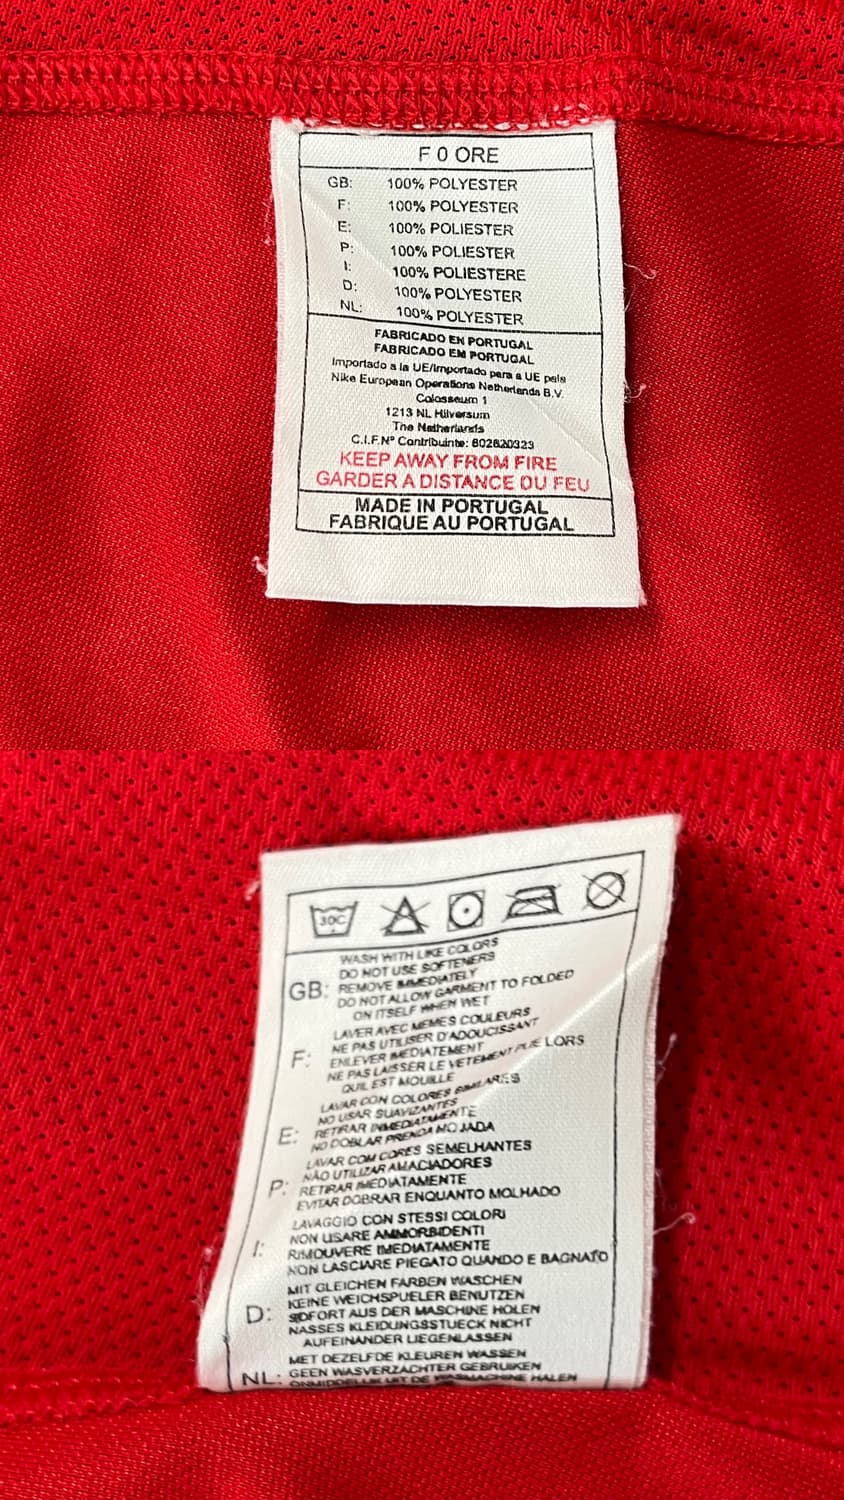 F 0 ORE
GB: 100% POLYESTER
F: 100% POLYESTER
E: 100% POLIESTER
P: 100% POLIESTER
I: 100% POLIESTERE
D: 100% POLYESTER
NL: 100% POLYESTER
FABRICADO EN PORTUGAL
FABRICADO EM PORTUGAL
Importado a la UE/Importado para a UE pela
Nike European Operations Netherlands B.V.
Colosseum 1
1213 NL Hilversum
The Netherlands
C.I.F.Nº Contribuinte: 802620323
KEEP AWAY FROM FIRE
GARDER A DISTANCE DU FEU
MADE IN PORTUGAL
FABRIQUE AU PORTUGAL
30C
WASH WITH LIKE COLORS
DO NOT USE SOFTENERS
GB: REMOVE IMMEDIATELY
DO NOT ALLOW GARMENT TO FOLDED
ON ITSELF WHEN WET
LAVER AVEC MEMES COULEURS
NE PAS UTILISER D'ADOUCISSANT
F: ENLEVER IMEDIATEMENT
NE PAS LAISSER LE VETEMENT PLIE LORS
QUIL EST MOUILLE
LAVAR CON COLORES SIMILARES
NO USAR SUAVIZANTES
E: RETIRAR INMEDIATAMENTE
NO DOBLAR PRENDA MOJADA
LAVAR COM CORES SEMELHANTES
NÃO UTILIZAR AMACIADORES
P: RETIRAR IMEDIATAMENTE
EVITAR DOBRAR ENQUANTO MOLHADO
LAVAGGIO CON STESSI COLORI
NON USARE AMMORBIDENTI
I: RIMOUVERE IMEDIATAMENTE
NON LASCIARE PIEGATO QUANDO E BAGNATO
MIT GLEICHEN FARBEN WASCHEN
KEINE WEICHSPUELER BENUTZEN
D: SOFORT AUS DER MASCHINE HOLEN
NASSES KLEIDUNGSSTUECK NICHT
AUFEINANDER LIEGENLASSEN
MET DEZELFDE KLEUREN WASSEN
NL: GEEN WASVERZACHTER GEBRUIKEN
ONMIDDELLIJK UIT DE WASMACHINE HALEN